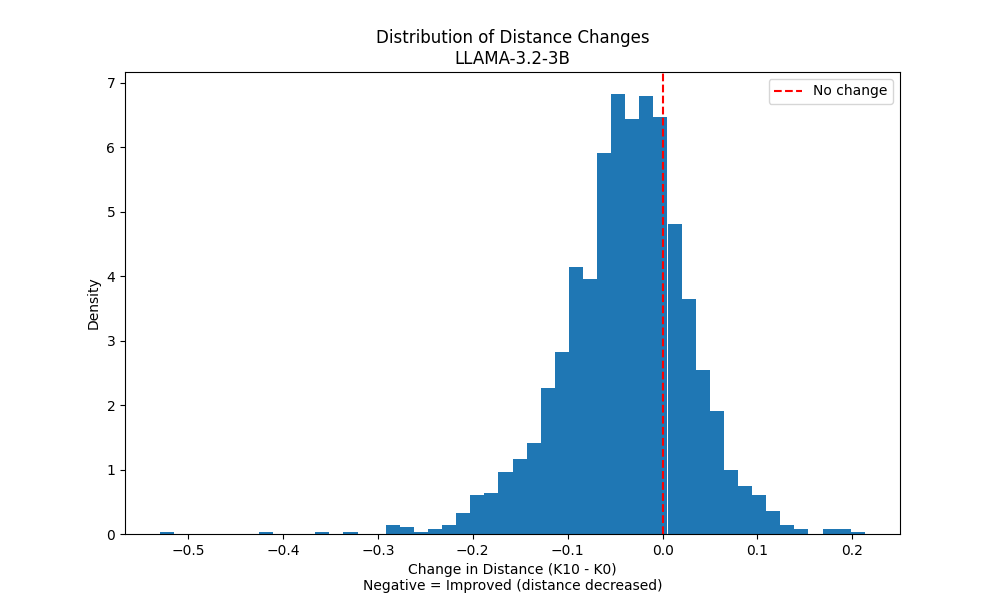 Distribution of Distance Changes
LLAMA-3.2-3B
No change
Density
7
6
5
4
3
2
1
0
−0.5 −0.4 −0.3 −0.2 −0.1 0.0 0.1 0.2
Change in Distance (K10 - K0)
Negative = Improved (distance decreased)